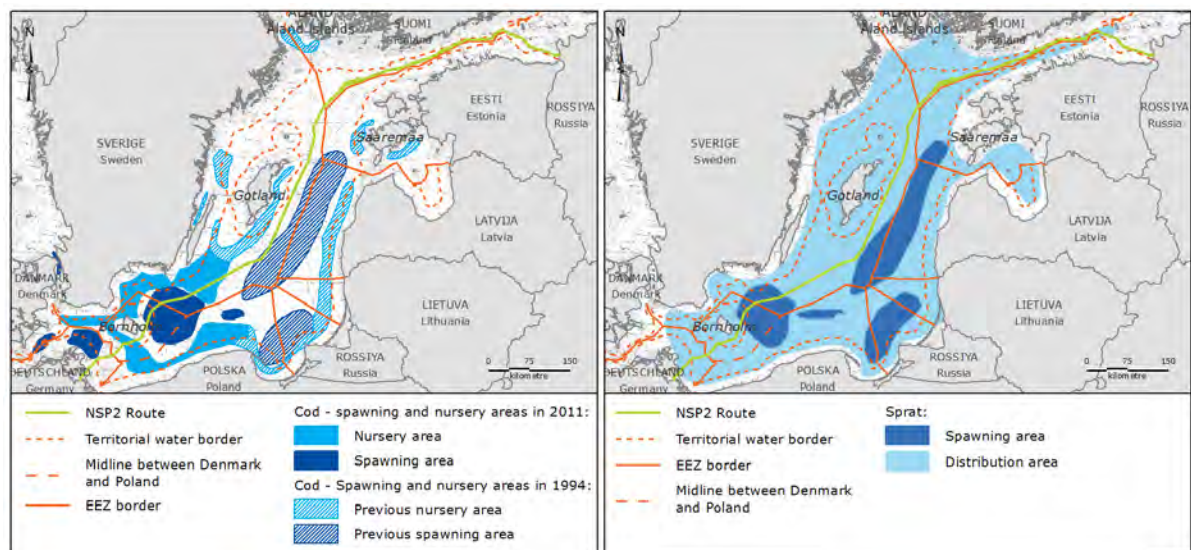 ÅLAND
Åland Islands
SUOMI
Finland
N
S
EESTI
Estonia
ROSSIYA
Russia
SVERIGE
Sweden
Saaremaa
Gotland
LATVIJA
Latvia
DANMARK
Denmark
LIETUVA
Lithuania
Bornholm
DEUTSCHLAND
Germany
POLSKA
Poland
ROSSIYA
Russia
0 75 150
kilometre
NSP2 Route
Territorial water border
Midline between Denmark
and Poland
EEZ border
Cod - spawning and nursery areas in 2011:
Nursery area
Spawning area
Cod - Spawning and nursery areas in 1994:
Previous nursery area
Previous spawning area
ÅLAND
Åland Islands
SUOMI
Finland
N
S
EESTI
Estonia
ROSSIYA
Russia
SVERIGE
Sweden
Saaremaa
Gotland
LATVIJA
Latvia
DANMARK
Denmark
LIETUVA
Lithuania
Bornholm
DEUTSCHLAND
Germany
POLSKA
Poland
ROSSIYA
Russia
0 75 150
kilometre
NSP2 Route
Territorial water border
EEZ border
Midline between Denmark
and Poland
Sprat:
Spawning area
Distribution area